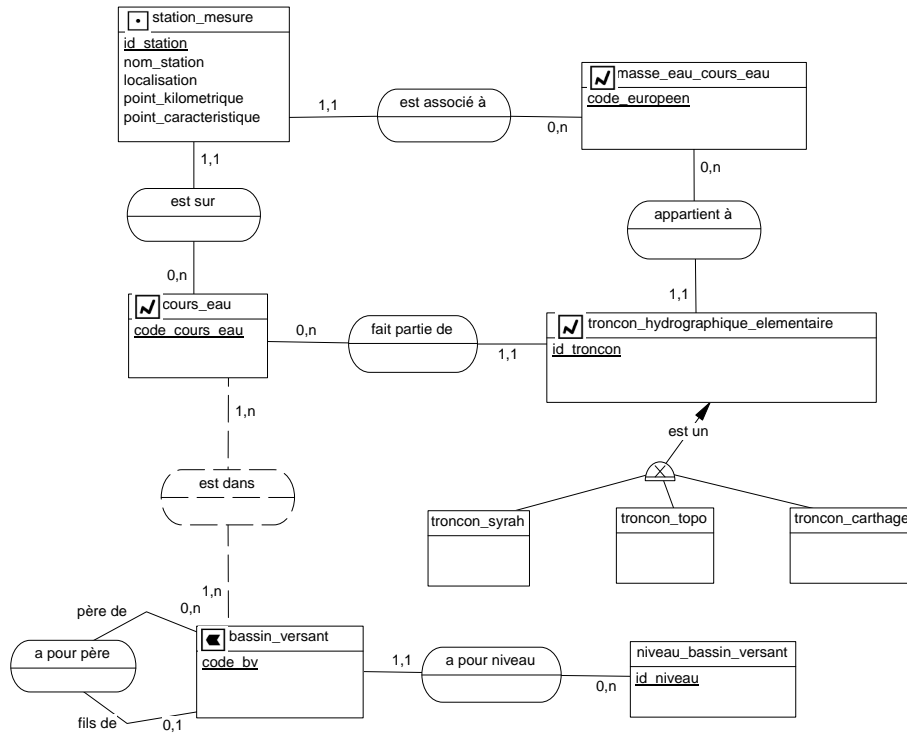 station_mesure
id_station
nom_station
localisation
point_kilometrique
point_caracteristique
masse_eau_cours_eau
code_europeen
1,1
est associé à
0,n
1,1
0,n
est sur
appartient à
0,n
1,1
cours_eau
code_cours_eau
0,n
fait partie de
1,1
troncon_hydrographique_elementaire
id_troncon
1,n
est un
est dans
troncon_syrah
troncon_topo
troncon_carthage
1,n
père de
0,n
bassin_versant
code_bv
a pour père
1,1
a pour niveau
0,n
niveau_bassin_versant
id_niveau
fils de
0,1